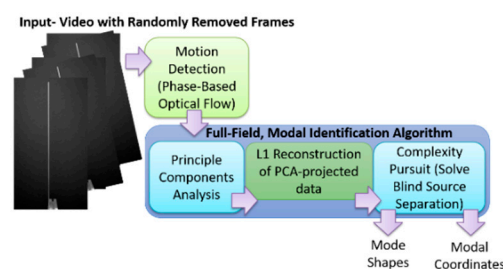 Input- Video with Randomly Removed Frames
Motion
Detection
(Phase-Based
Optical Flow)
Full-Field, Modal Identification Algorithm
Principle
Components
Analysis
L1 Reconstruction
of PCA-projected
data
Complexity
Pursuit (Solve
Blind Source
Separation)
Mode
Shapes
Modal
Coordinates